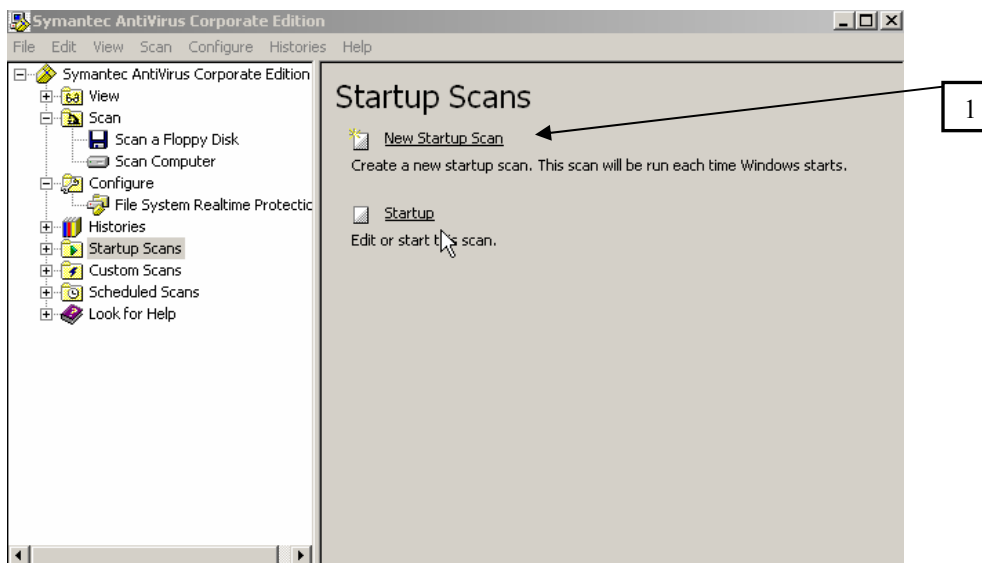 Symantec AntiVirus Corporate Edition
File Edit View Scan Configure Histories Help
Symantec AntiVirus Corporate Edition
View
Scan
Scan a Floppy Disk
Scan Computer
Configure
File System Realtime Protectic
Histories
Startup Scans
Custom Scans
Scheduled Scans
Look for Help
Startup Scans
New Startup Scan
Create a new startup scan. This scan will be run each time Windows starts.
Startup
Edit or start this scan.
1